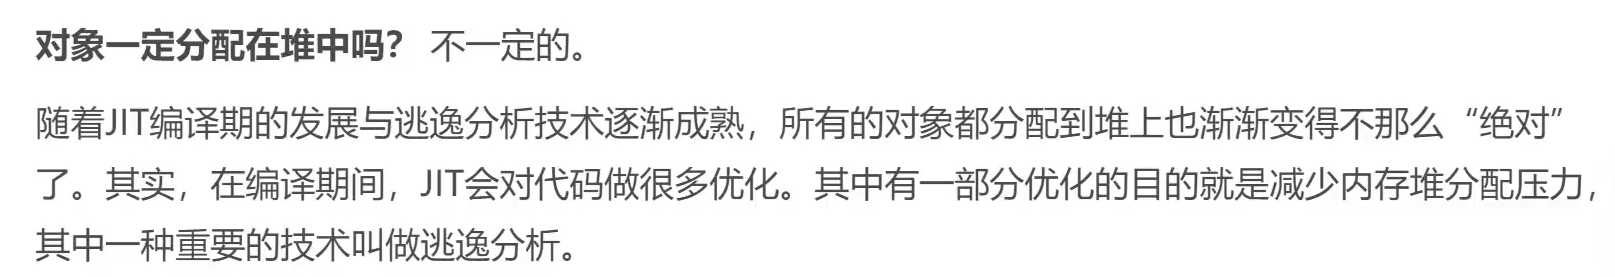 对象一定分配在堆中吗？ 不一定的。
随着JIT编译期的发展与逃逸分析技术逐渐成熟，所有的对象都分配到堆上也渐渐变得不那么“绝对”
了。其实，在编译期间，JIT会对代码做很多优化。其中有一部分优化的目的就是减少内存堆分配压力，
其中一种重要的技术叫做逃逸分析。